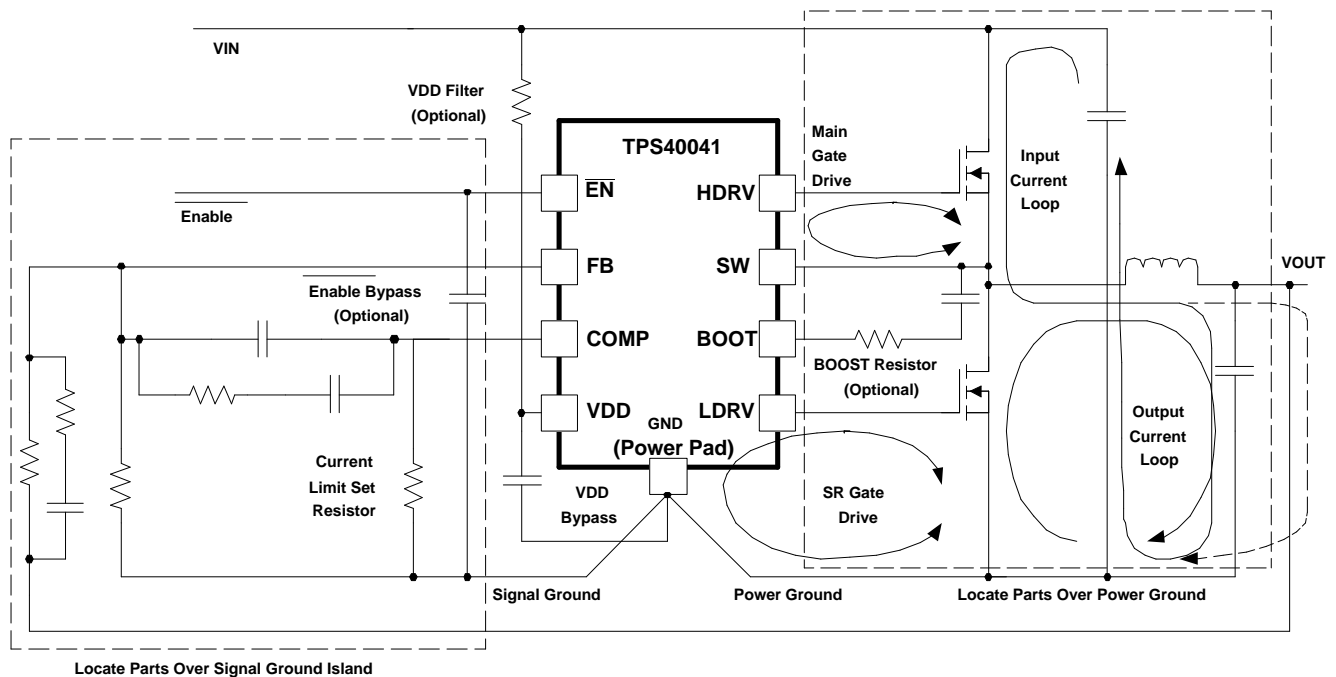 VIN
VDD Filter
(Optional)
TPS40041
Main
Gate
Drive
Input
Current
Loop
EN
HDRV
Enable
FB
SW
VOUT
Enable Bypass
(Optional)
COMP
BOOT
BOOST Resistor
(Optional)
VDD
LDRV
GND
(Power Pad)
Output
Current
Loop
Current
Limit Set
Resistor
VDD
Bypass
SR Gate
Drive
Signal Ground
Power Ground
Locate Parts Over Power Ground
Locate Parts Over Signal Ground Island